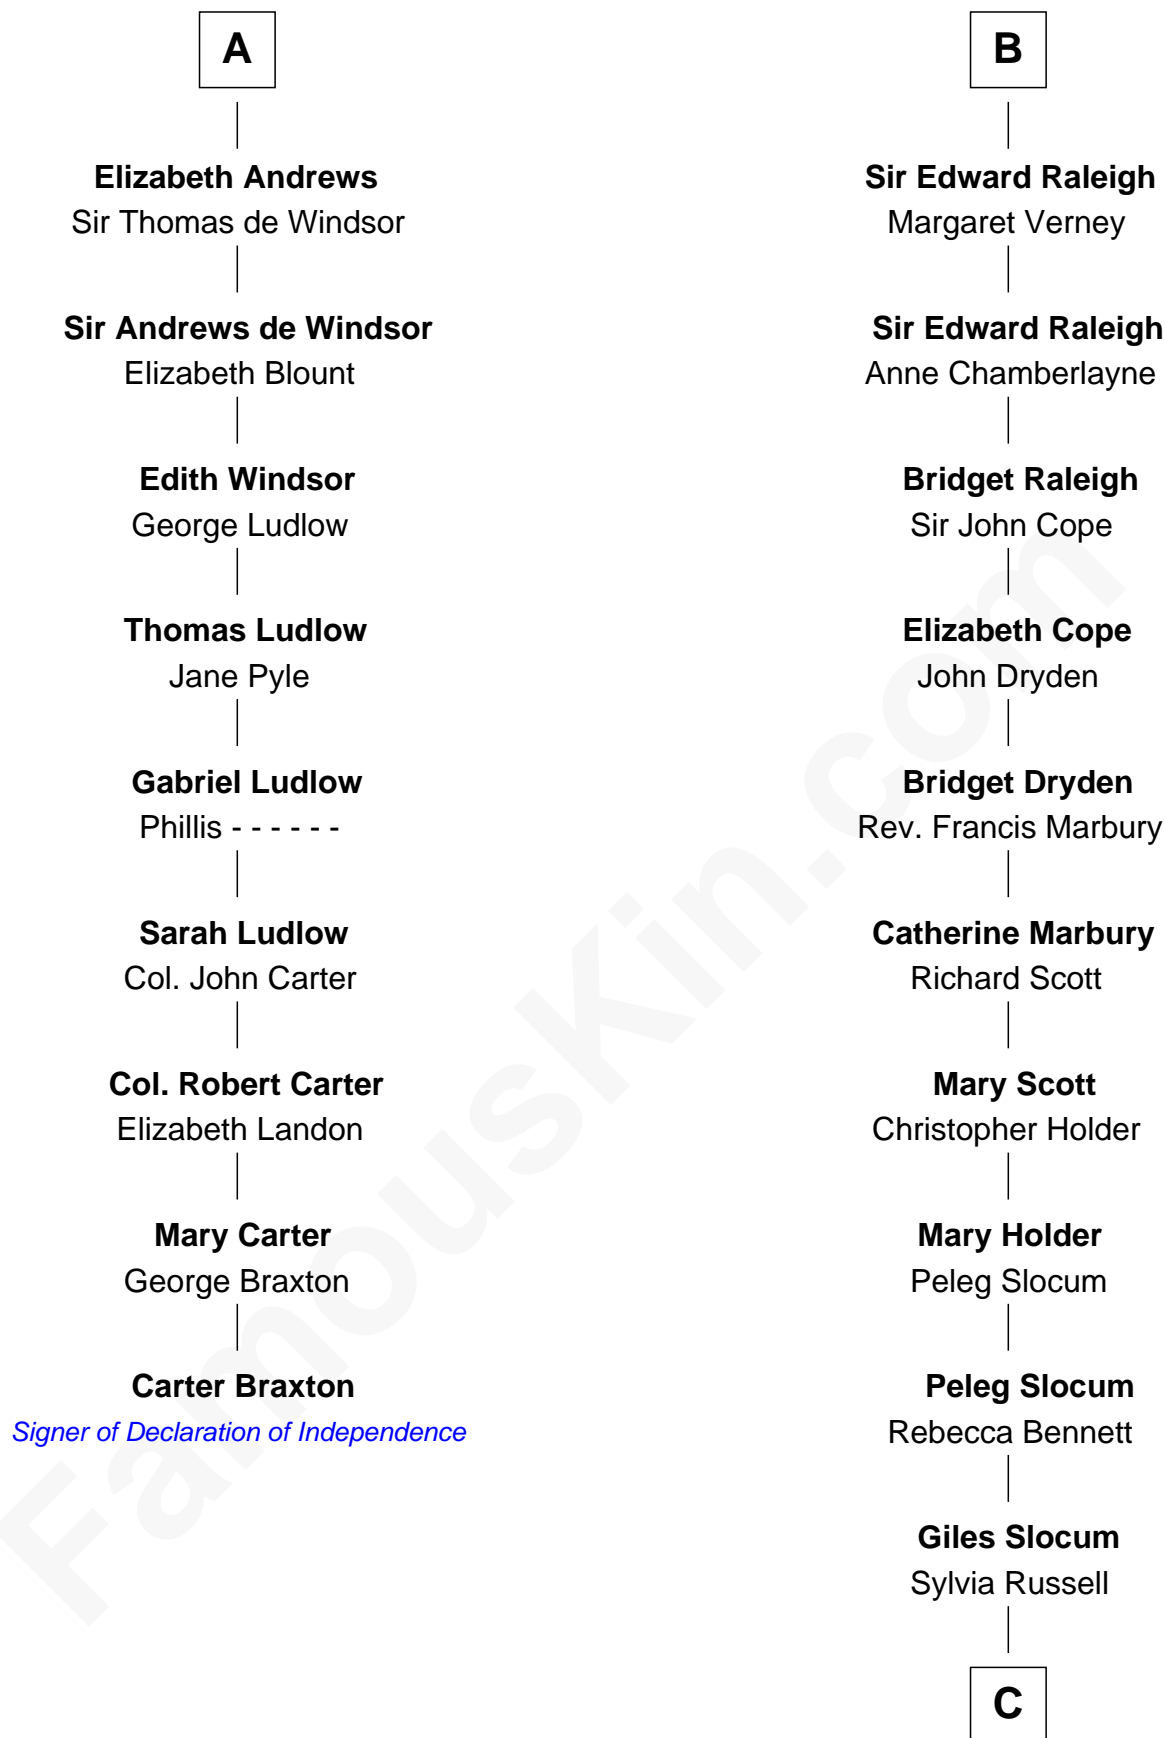 A
Elizabeth Andrews
Sir Thomas de Windsor
Sir Andrews de Windsor
Elizabeth Blount
Edith Windsor
George Ludlow
Thomas Ludlow
Jane Pyle
Gabriel Ludlow
Phillis - - - - - -
Sarah Ludlow
Col. John Carter
Col. Robert Carter
Elizabeth Landon
Mary Carter
George Braxton
Carter Braxton
Signer of Declaration of Independence
B
Sir Edward Raleigh
Margaret Verney
Sir Edward Raleigh
Anne Chamberlayne
Bridget Raleigh
Sir John Cope
Elizabeth Cope
John Dryden
Bridget Dryden
Rev. Francis Marbury
Catherine Marbury
Richard Scott
Mary Scott
Christopher Holder
Mary Holder
Peleg Slocum
Peleg Slocum
Rebecca Bennett
Giles Slocum
Sylvia Russell
C
FamousKin.com